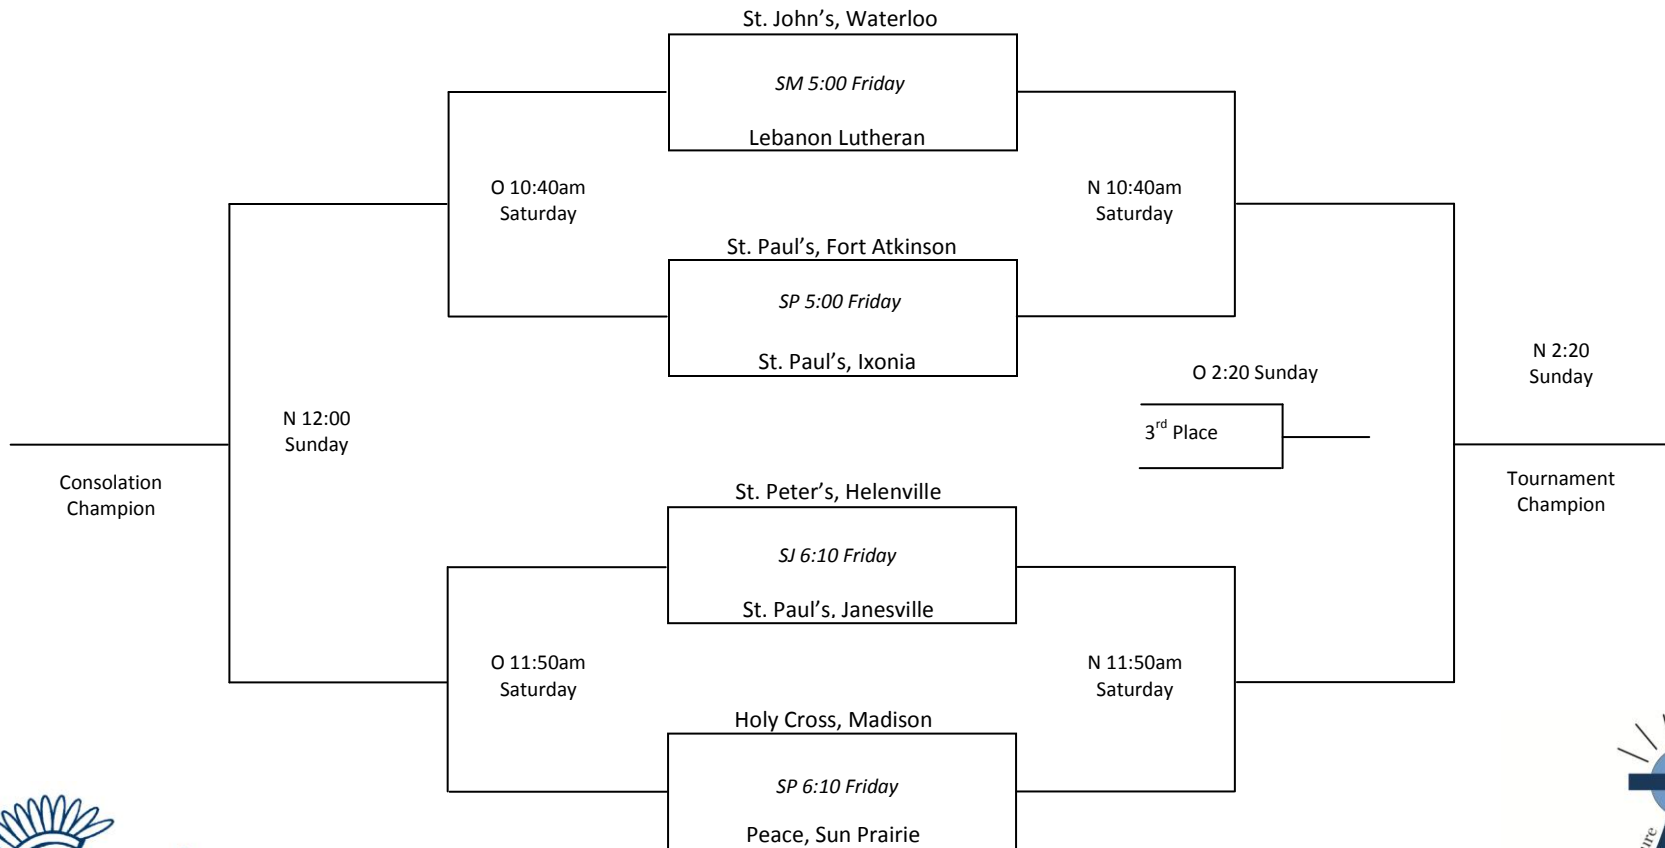 St. John’s, Waterloo
SM 5:00 Friday
Lebanon Lutheran
O 10:40am
Saturday
N 10:40am
Saturday
St. Paul’s, Fort Atkinson
SP 5:00 Friday
St. Paul’s, Ixonia
O 2:20 Sunday
N 2:20
Sunday
N 12:00
Sunday
3rd Place
Consolation
Champion
Tournament
Champion
St. Peter’s, Helenville
SJ 6:10 Friday
St. Paul’s, Janesville
O 11:50am
Saturday
N 11:50am
Saturday
Holy Cross, Madison
SP 6:10 Friday
Peace, Sun Prairie